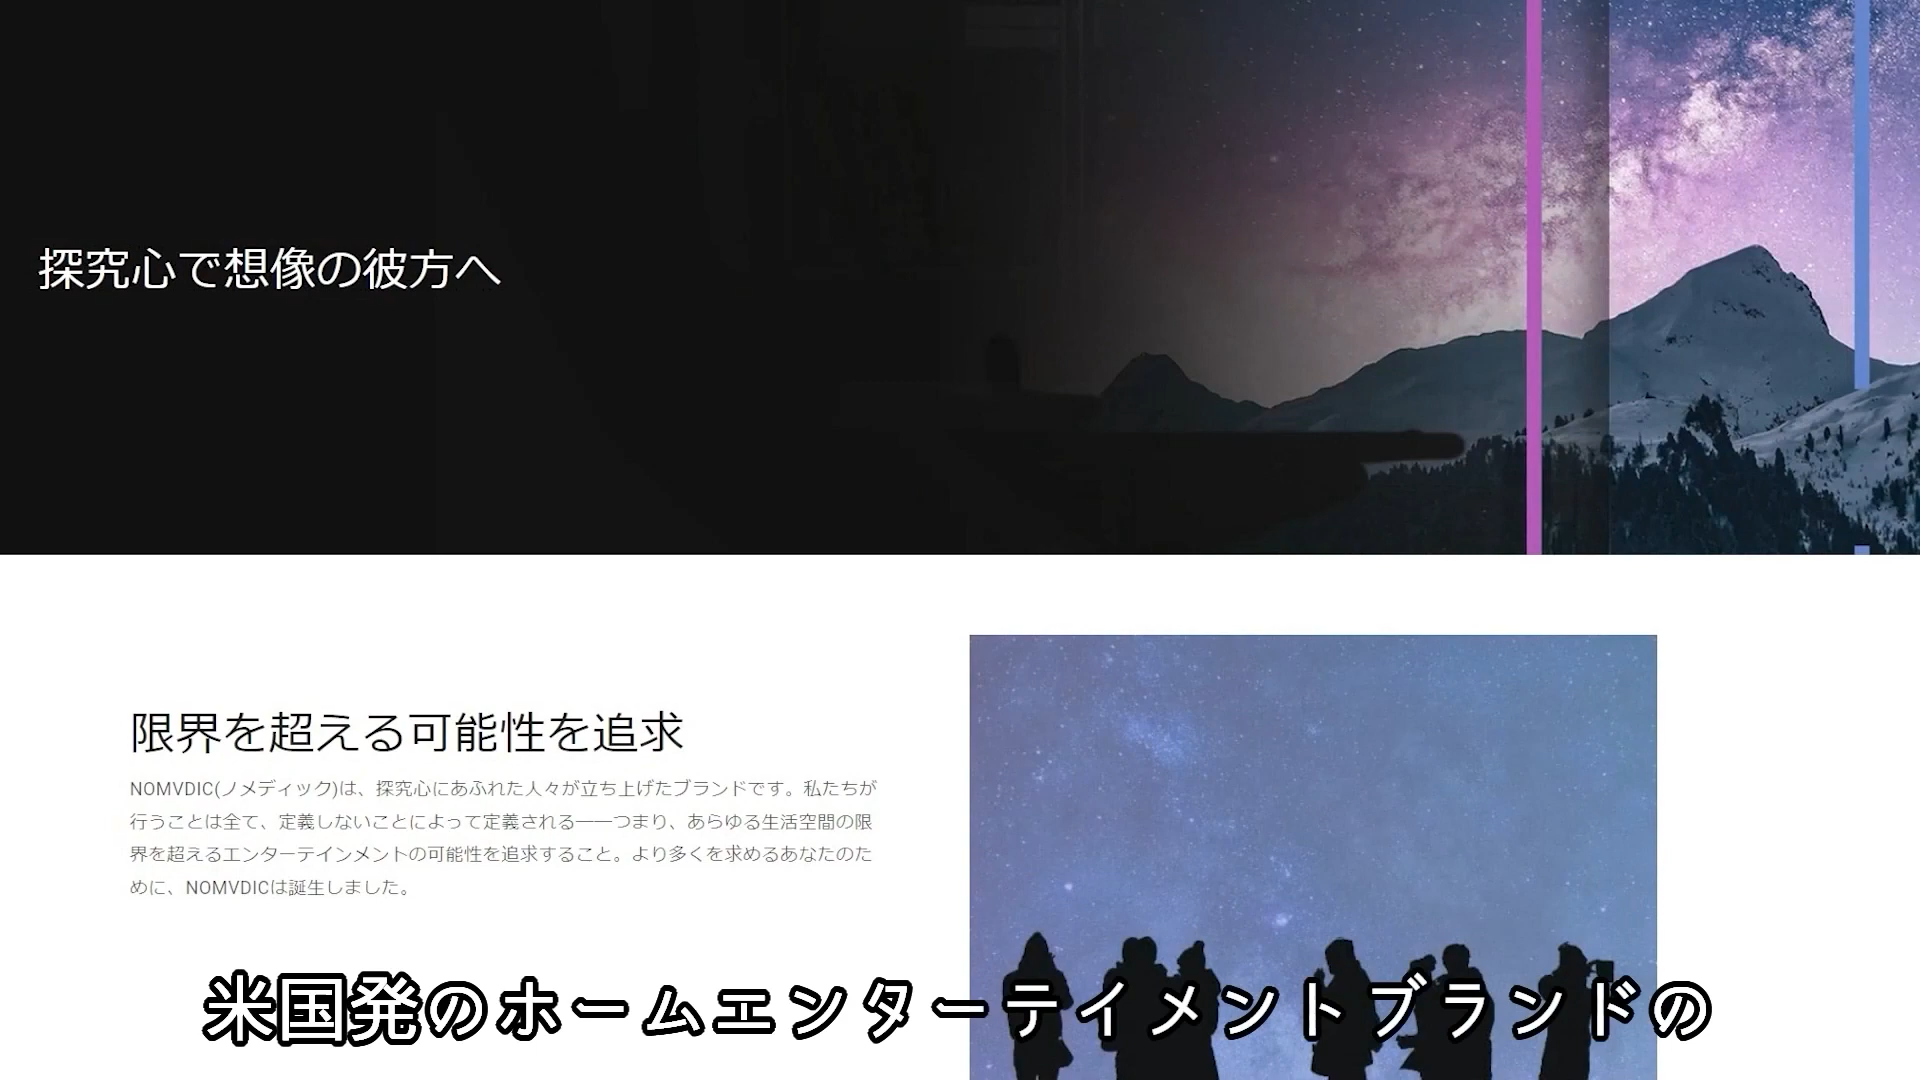 探究心で想像の彼方へ
限界を超える可能性を追求
NOMVDIC(ノメディック)は、探究心にあふれた人々が立ち上げたブランドです。私たちが
行うことは全て、定義しないことによって定義される──つまり、あらゆる生活空間の限
界を超えるエンターテインメントの可能性を追求すること。より多くを求めるあなたのた
めに、NOMVDICは誕生しました。
米国発のホームエンターテイメントブランドの